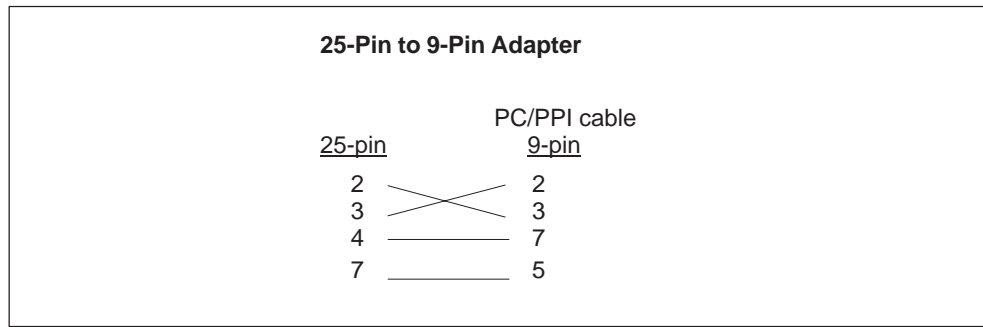 25-Pin to 9-Pin Adapter
PC/PPI cable
25-pin 9-pin
2 2
3 3
4 7
7 5